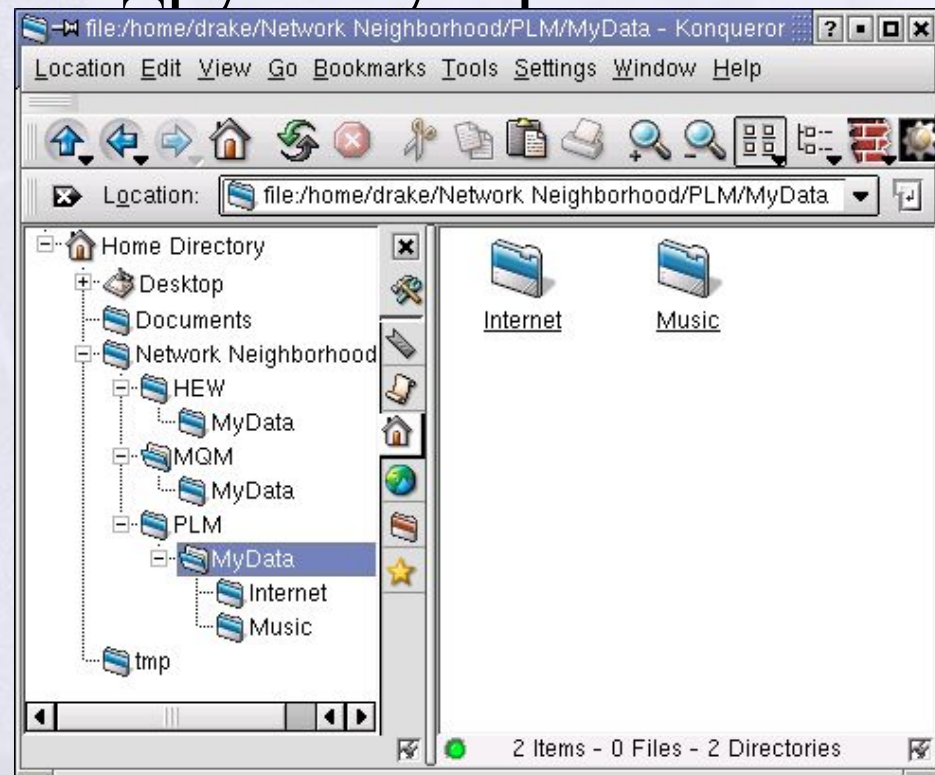 file:/home/drake/Network Neighborhood/PLM/MyData - Konqueror
Location Edit View Go Bookmarks Tools Settings Window Help
Location: file:/home/drake/Network Neighborhood/PLM/MyData
Home Directory
Desktop
Documents
Network Neighborhood
HEW
MyData
MQM
MyData
PLM
MyData
Internet
Music
tmp
Internet
Music
2 Items - 0 Files - 2 Directories